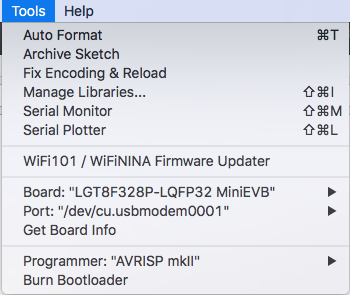 Tools Help
Auto Format ⌘T
Archive Sketch
Fix Encoding & Reload
Manage Libraries... ⇧⌘I
Serial Monitor ⇧⌘M
Serial Plotter ⇧⌘L
WiFi101 / WiFiNINA Firmware Updater
Board: "LGT8F328P-LQFP32 MiniEVB"
Port: "/dev/cu.usbmodem0001"
Get Board Info
Programmer: "AVRISP mkII"
Burn Bootloader